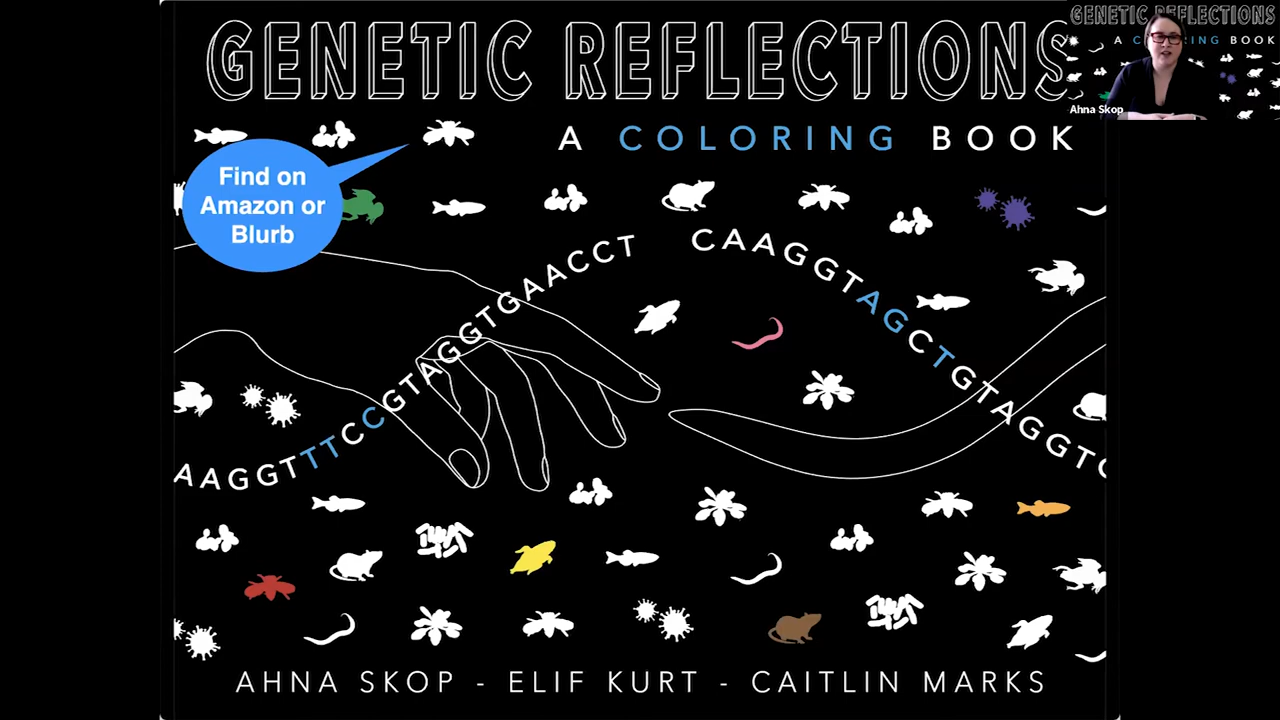 GENETIC REFLECTIONS
A COLORING BOOK
Find on
Amazon or
Blurb
AAGGTTTCCGTAGGTGAACCT
CAAGGTAGCTGTAGGTC
AHNA SKOP - ELIF KURT - CAITLIN MARKS
GENETIC REFLECTIONS
A COLORING BOOK
Ahna Skop